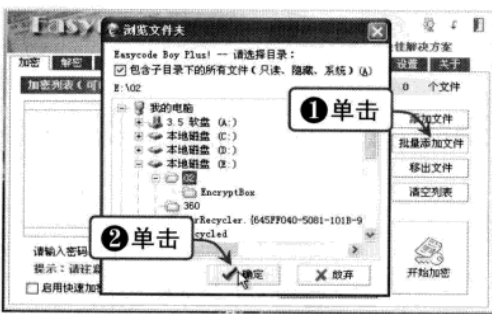 Easyc
浏览文件夹
Easycode Boy Plus! -- 请选择目录:
包含子目录下的所有文件(只读、隐藏、系统)(A)
E:\02
我的电脑
3.5 软盘 (A:)
本地磁盘 (C:)
本地磁盘 (D:)
本地磁盘 (E:)
02
EncryptBox
360
rRecycler.{645FF040-5081-101B-9
cycled
确定
放弃
❶单击
❷单击
佳解决方案
加密
解密
设置
关于
加密列表(可
0 个文件
添加文件
批量添加文件
移出文件
清空列表
请输入密码
提示:请注意
启用快速加密
开始加密